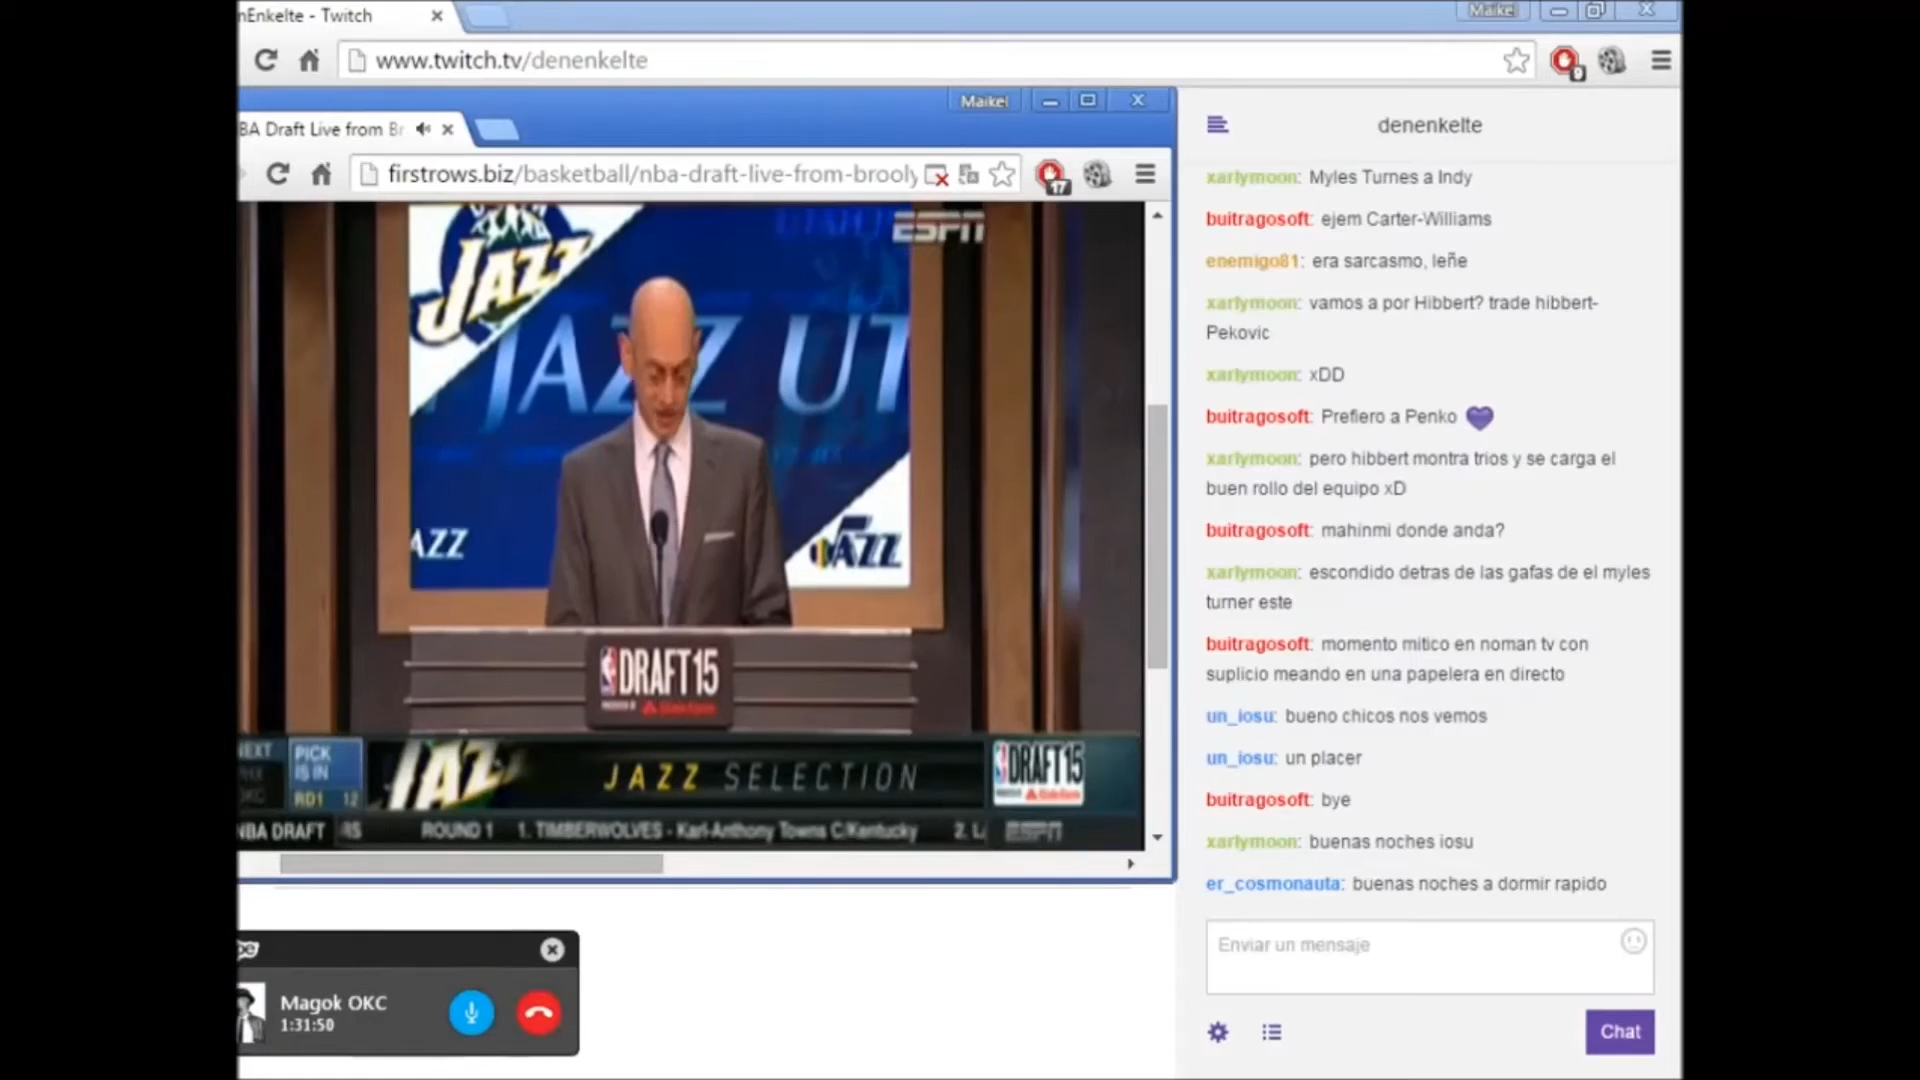 nEnkelte - Twitch
Maikel
www.twitch.tv/denenkelte
9
Maikel
BA Draft Live from Br
firstrows.biz/basketball/nba-draft-live-from-brooly
17
JAZZ
ESPN
JAZZ UT
AZZ
JAZZ
DRAFT15
NEXT
PICK
IS IN
RD1 12
OKC
JAZZ SELECTION
DRAFT15
NBA DRAFT
RS ROUND 1 1. TIMBERWOLVES - Karl-Anthony Towns C/Kentucky 2. L
ESPN
Magok OKC
1:31:50
denenkelte
xarlymoon: Myles Turnes a Indy
buitragosoft: ejem Carter-Williams
enemigo81: era sarcasmo, leñe
xarlymoon: vamos a por Hibbert? trade hibbert-
Pekovic
xarlymoon: xDD
buitragosoft: Prefiero a Penko
xarlymoon: pero hibbert montra trios y se carga el
buen rollo del equipo xD
buitragosoft: mahinmi donde anda?
xarlymoon: escondido detras de las gafas de el myles
turner este
buitragosoft: momento mitico en noman tv con
suplicio meando en una papelera en directo
un_iosu: bueno chicos nos vemos
un_iosu: un placer
buitragosoft: bye
xarlymoon: buenas noches iosu
er_cosmonauta: buenas noches a dormir rapido
Enviar un mensaje
Chat